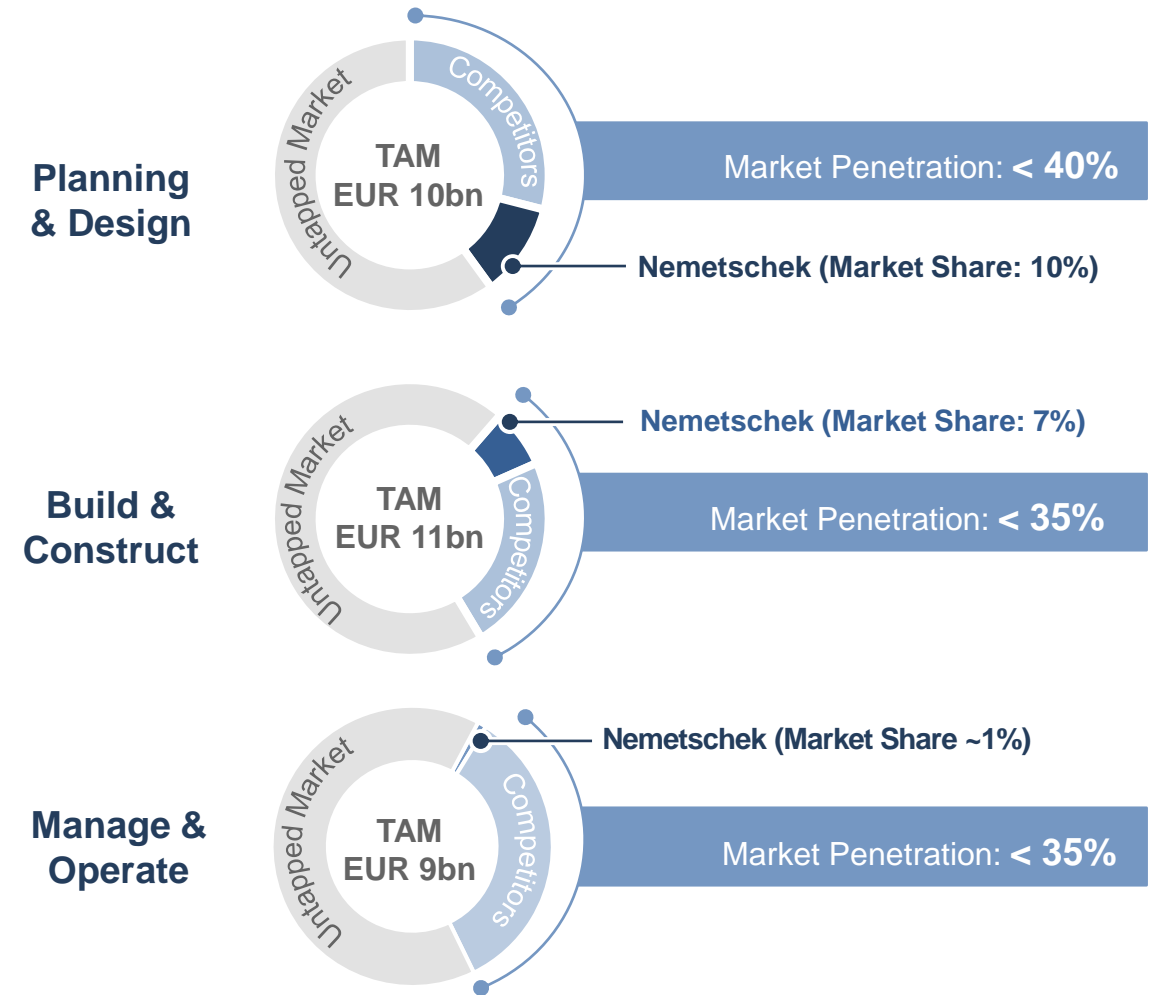 Planning
& Design
Untapped Market
Competitors
TAM
EUR 10bn
Market Penetration: < 40%
Nemetschek (Market Share: 10%)
Build &
Construct
Untapped Market
Competitors
TAM
EUR 11bn
Nemetschek (Market Share: 7%)
Market Penetration: < 35%
Manage &
Operate
Untapped Market
Competitors
TAM
EUR 9bn
Nemetschek (Market Share ~1%)
Market Penetration: < 35%